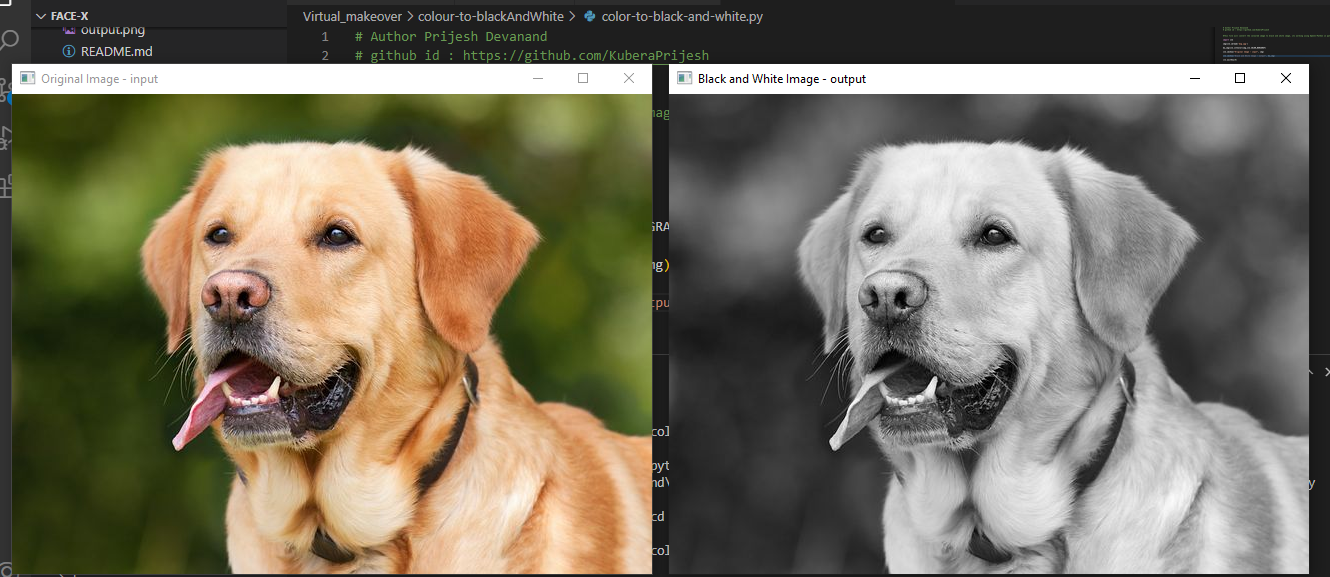 FACE-X
output.png
README.md
Virtual_makeover > colour-to-blackAndWhite > color-to-black-and-white.py
1 # Author Prijesh Devanand
2 # github id : https://github.com/KuberaPrijesh
Original Image - input
Black and White Image - output